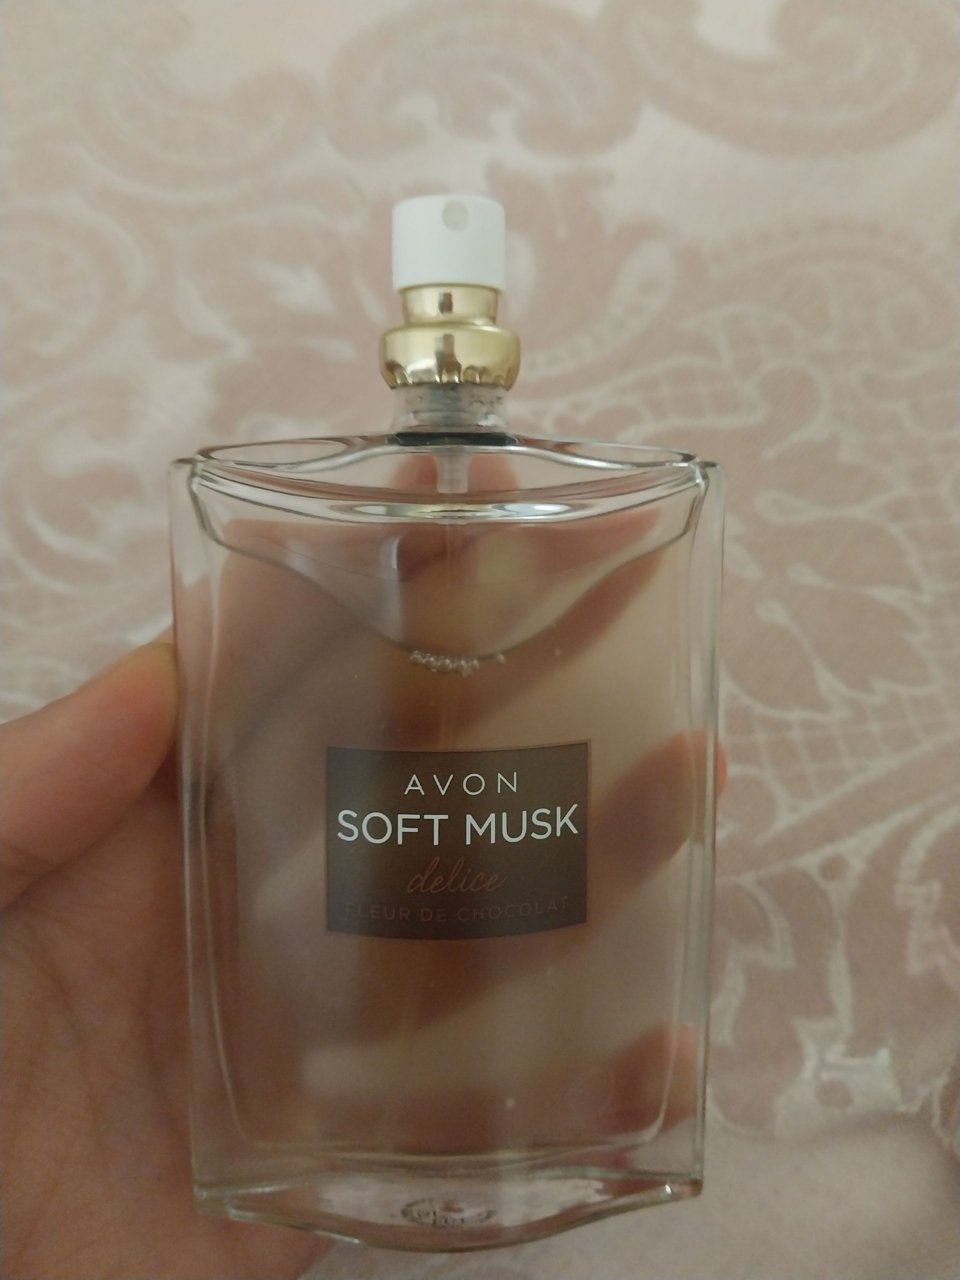 AVON
SOFT MUSK
delice
FLEUR DE CHOCOLAT